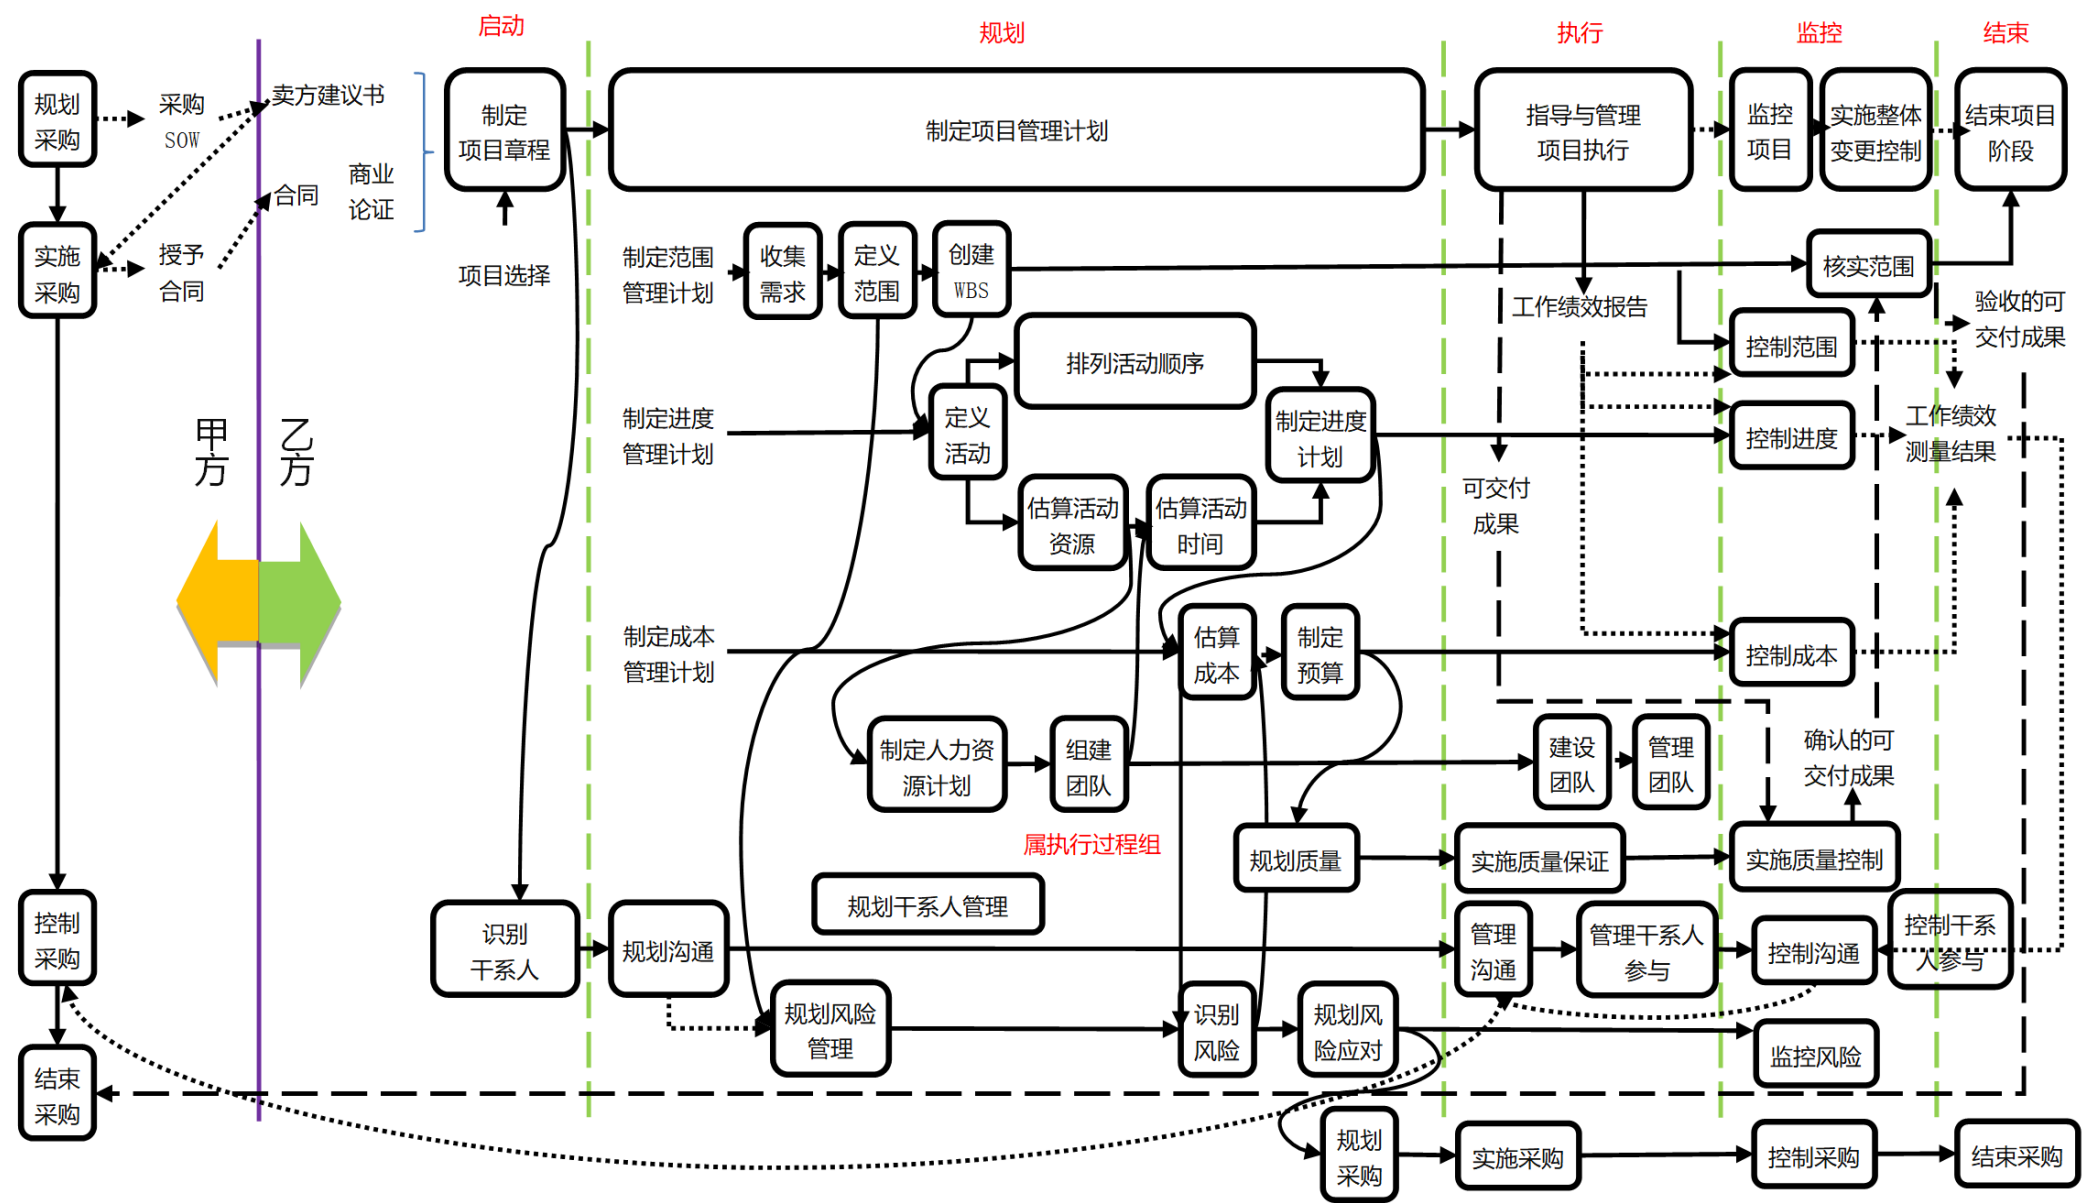 启动
规划
执行
监控
结束
规划
采购
采购
SOW
卖方建议书
实施
采购
授予
合同
合同
商业
论证
制定
项目章程
项目选择
制定项目管理计划
指导与管理
项目执行
监控
项目
实施整体
变更控制
结束项目
阶段
制定范围
管理计划
收集
需求
定义
范围
创建
WBS
核实范围
工作绩效报告
验收的可
交付成果
控制范围
排列活动顺序
制定进度
管理计划
定义
活动
制定进度
计划
控制进度
工作绩效
测量结果
甲方
乙方
估算活动
资源
估算活动
时间
可交付
成果
制定成本
管理计划
估算
成本
制定
预算
控制成本
制定人力资
源计划
组建
团队
建设
团队
管理
团队
确认的可
交付成果
属执行过程组
规划质量
实施质量保证
实施质量控制
规划干系人管理
控制
采购
识别
干系人
规划沟通
管理
沟通
管理干系人
参与
控制沟通
控制干系
人参与
规划风险
管理
识别
风险
规划风
险应对
监控风险
结束
采购
规划
采购
实施采购
控制采购
结束采购